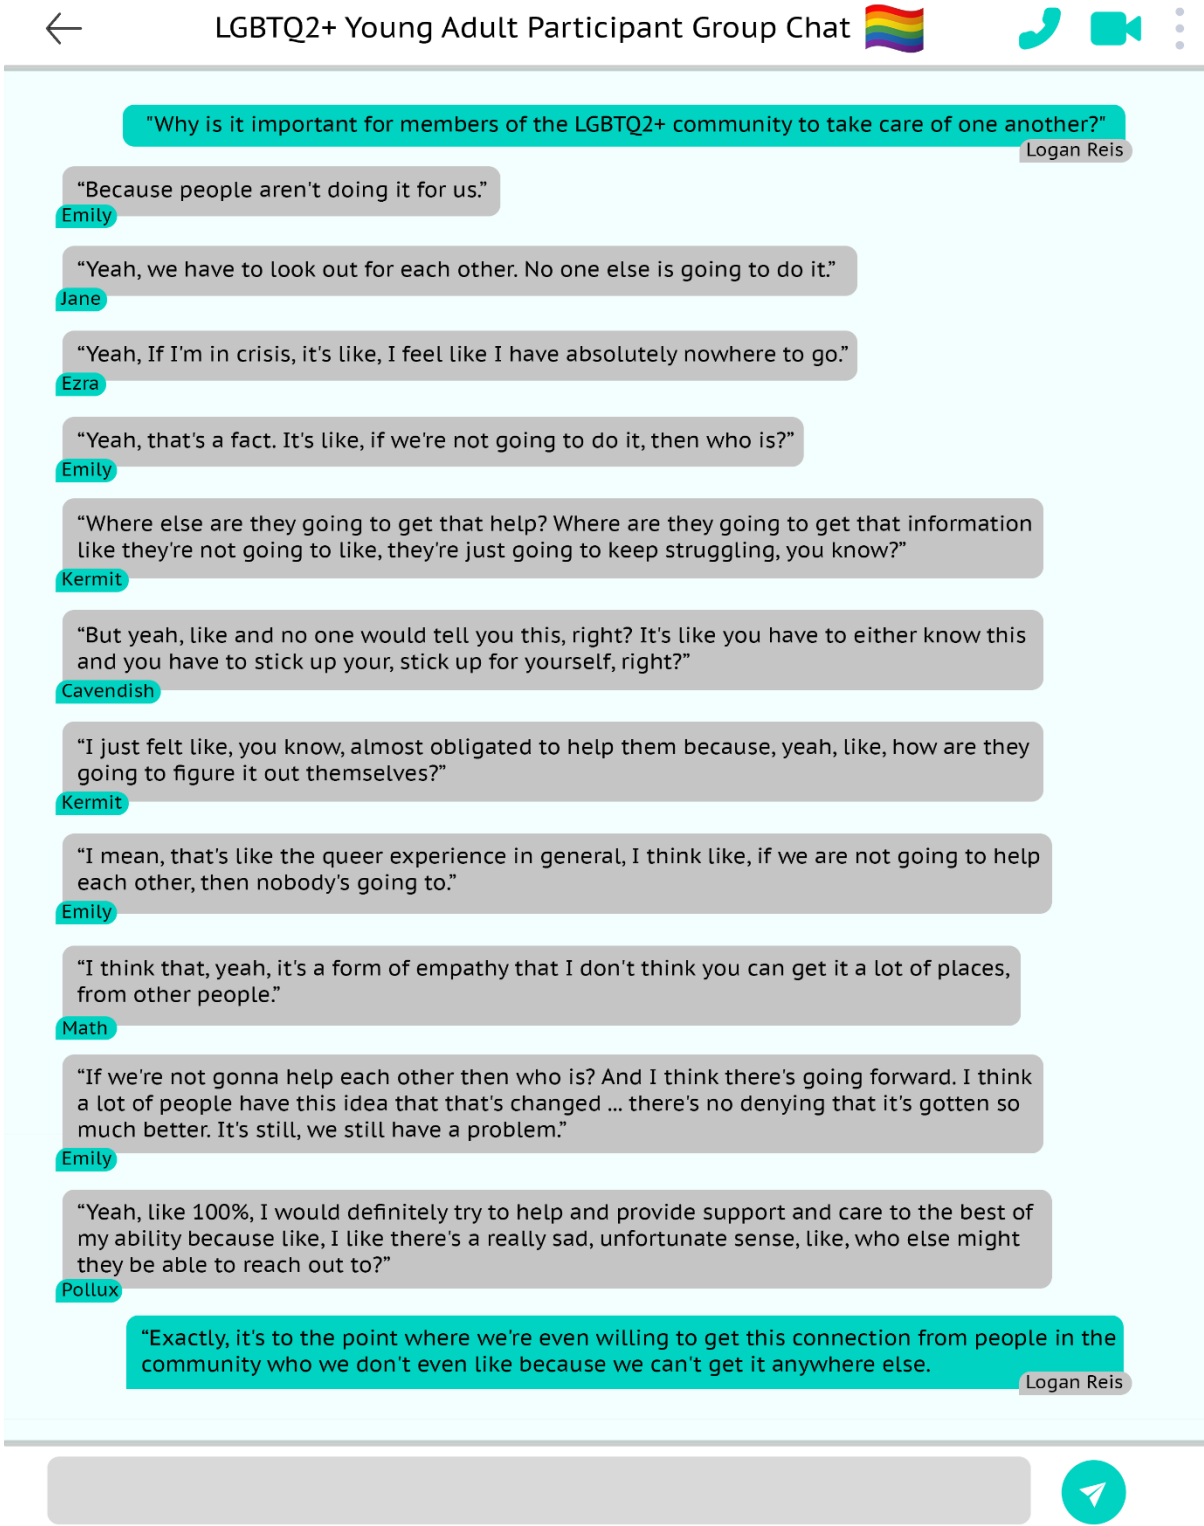 LGBTQ2+ Young Adult Participant Group Chat
"Why is it important for members of the LGBTQ2+ community to take care of one another?"
Logan Reis
“Because people aren't doing it for us.”
Emily
“Yeah, we have to look out for each other. No one else is going to do it.”
Jane
“Yeah, If I'm in crisis, it's like, I feel like I have absolutely nowhere to go.”
Ezra
“Yeah, that's a fact. It's like, if we're not going to do it, then who is?”
Emily
“Where else are they going to get that help? Where are they going to get that information
like they're not going to like, they're just going to keep struggling, you know?”
Kermit
“But yeah, like and no one would tell you this, right? It's like you have to either know this
and you have to stick up your, stick up for yourself, right?”
Cavendish
“I just felt like, you know, almost obligated to help them because, yeah, like, how are they
going to figure it out themselves?”
Kermit
“I mean, that's like the queer experience in general, I think like, if we are not going to help
each other, then nobody's going to.”
Emily
“I think that, yeah, it's a form of empathy that I don't think you can get it a lot of places,
from other people.”
Math
“If we're not gonna help each other then who is? And I think there's going forward. I think
a lot of people have this idea that that's changed ... there's no denying that it's gotten so
much better. It's still, we still have a problem.”
Emily
“Yeah, like 100%, I would definitely try to help and provide support and care to the best of
my ability because like, I like there's a really sad, unfortunate sense, like, who else might
they be able to reach out to?”
Pollux
“Exactly, it's to the point where we're even willing to get this connection from people in the
community who we don't even like because we can't get it anywhere else.
Logan Reis